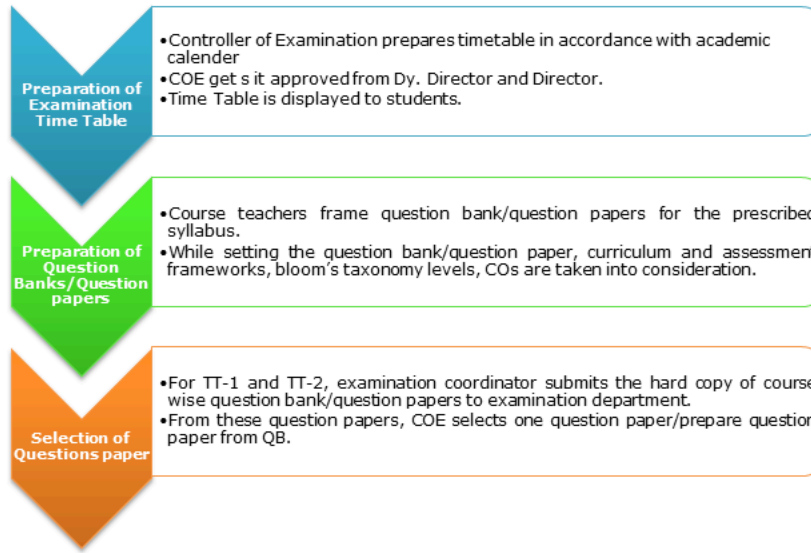 Preparation of
Examination
Time Table
•Controller of Examination prepares timetable in accordance with academic
calender
•COE get s it approved from Dy. Director and Director.
•Time Table is displayed to students.
Preparation of
Question
Banks/Question
papers
•Course teachers frame question bank/question papers for the prescribed
syllabus.
•While setting the question bank/question paper, curriculum and assessment
frameworks, bloom’s taxonomy levels, COs are taken into consideration.
Selection of
Questions paper
•For TT-1 and TT-2, examination coordinator submits the hard copy of course
wise question bank/question papers to examination department.
•From these question papers, COE selects one question paper/prepare question
paper from QB.